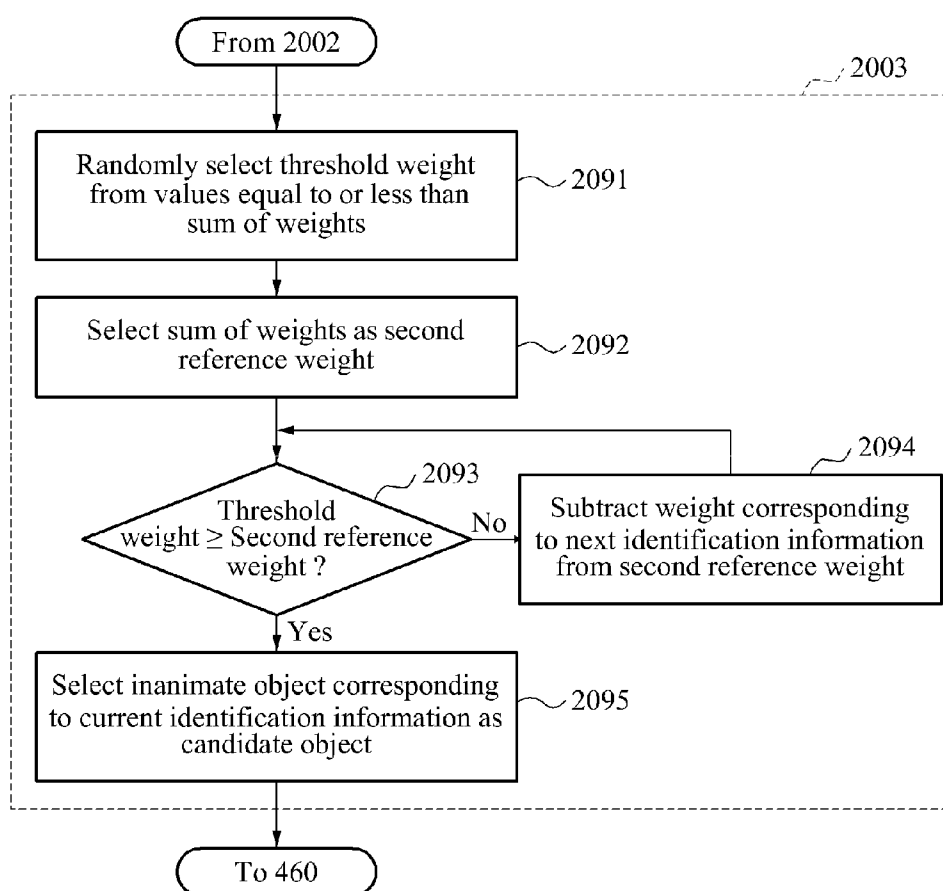 From 2002
2003
Randomly select threshold weight
from values equal to or less than
sum of weights
2091
Select sum of weights as second
reference weight
2092
2093
Threshold
weight ≥ Second reference
weight ?
No
2094
Subtract weight corresponding
to next identification information
from second reference weight
Yes
Select inanimate object corresponding
to current identification information as
candidate object
2095
To 460